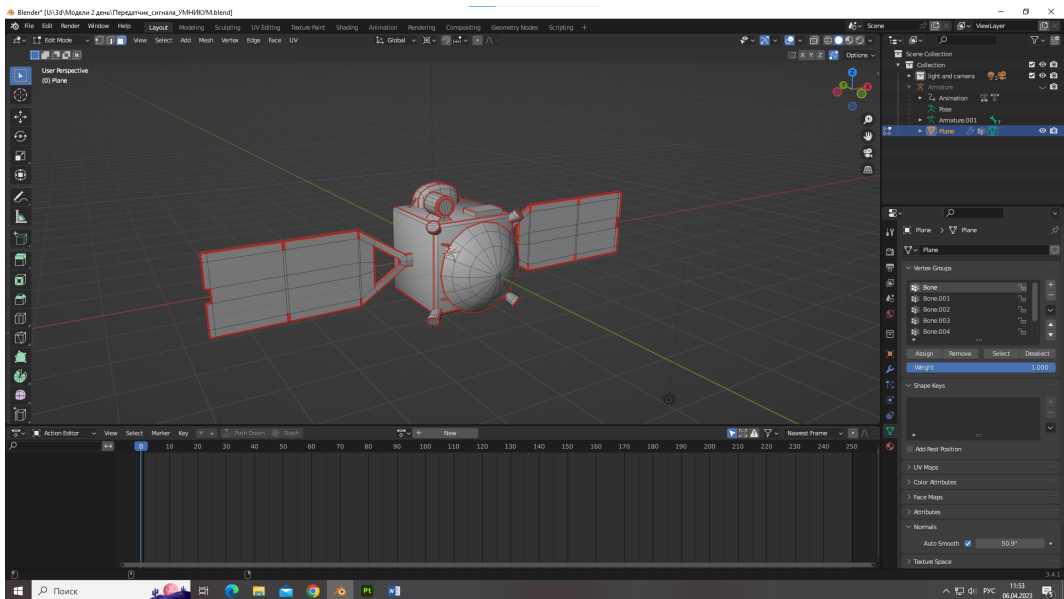 Blender* [U:\3d\Модели 2 день\Передатчик_сигнала_УМНИКУМ.blend]
File Edit Render Window Help Layout Modeling Sculpting UV Editing Texture Paint Shading Animation Rendering Compositing Geometry Nodes Scripting + Scene ViewLayer
Edit Mode View Select Add Mesh Vertex Edge Face UV Global
X Y Z Options
User Perspective
(0) Plane
Z
Y
X
Scene Collection
Collection
light and camera
Armature
Animation
Pose
Armature.001
Plane
Plane > Plane
Plane
Vertex Groups
Bone
Bone.001
Bone.002
Bone.003
Bone.004
Assign Remove Select Deselect
Weight 1.000
Shape Keys
Add Rest Position
UV Maps
Color Attributes
Face Maps
Attributes
Normals
Auto Smooth 50.9°
Texture Space
Action Editor View Select Marker Key Push Down Stash New Nearest Frame
0 10 20 30 40 50 60 70 80 90 100 110 120 130 140 150 160 170 180 190 200 210 220 230 240 250
3.4.1
Поиск Pt W РУС 11:53
06.04.2023